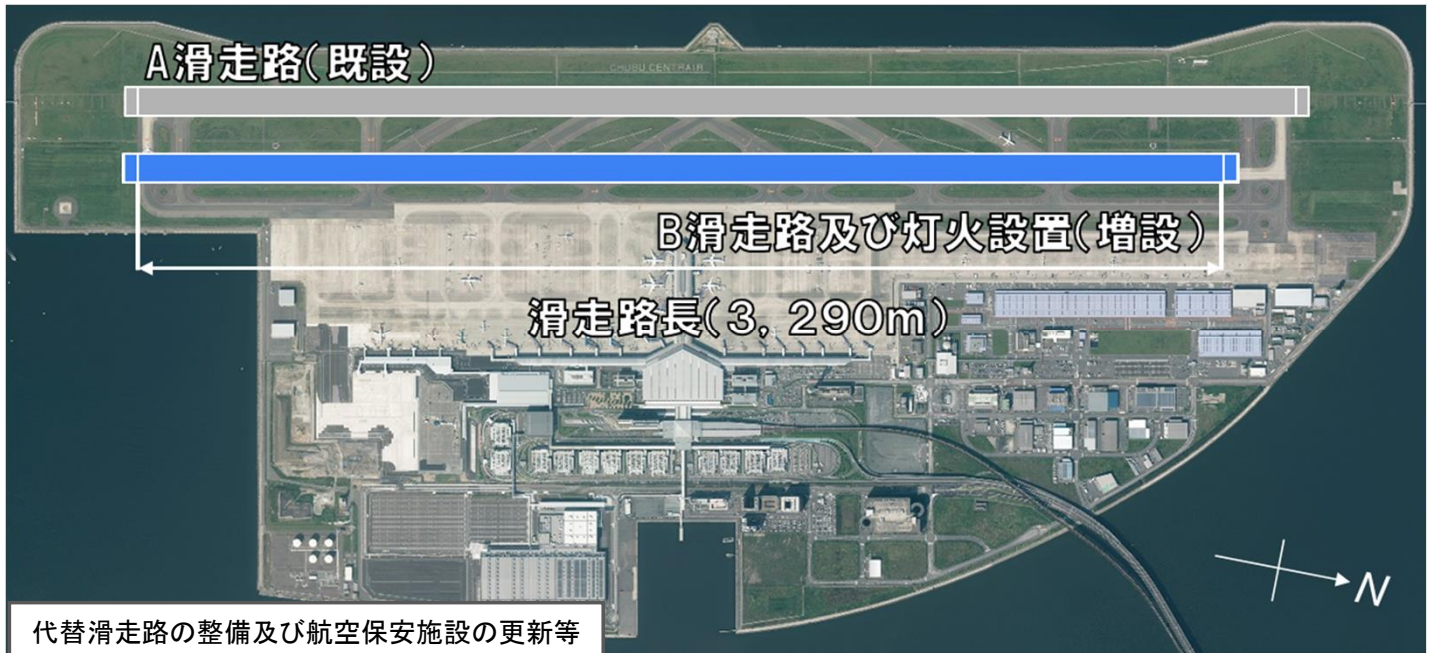 A滑走路(既設)
CHUBU CENTRAIR
B滑走路及び灯火設置(増設)
滑走路長(3,290m)
N
代替滑走路の整備及び航空保安施設の更新等